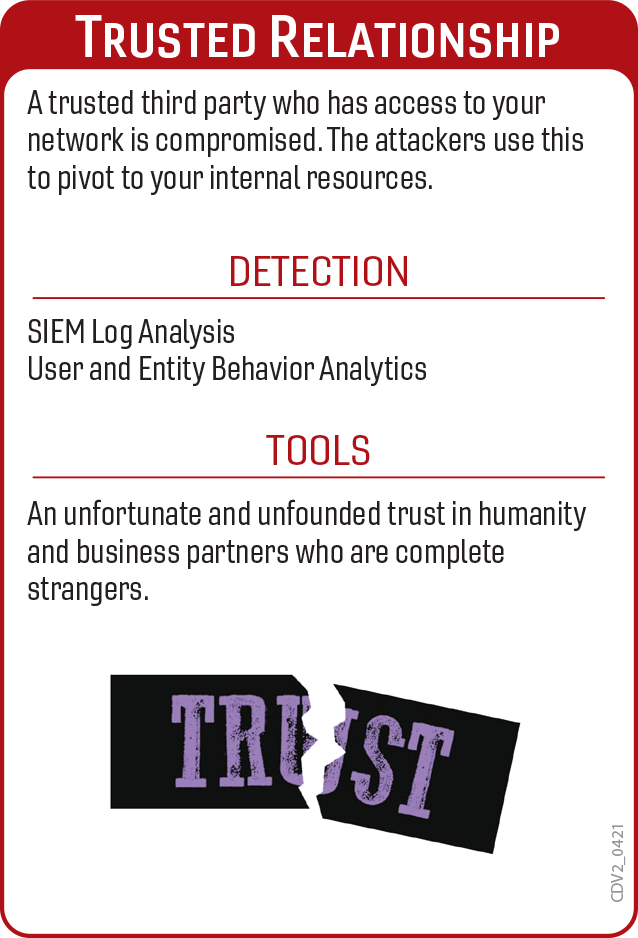 TRUSTED RELATIONSHIP
A trusted third party who has access to your
network is compromised. The attackers use this
to pivot to your internal resources.
DETECTION
SIEM Log Analysis
User and Entity Behavior Analytics
TOOLS
An unfortunate and unfounded trust in humanity
and business partners who are complete
strangers.
TRUST
CDV2_0421